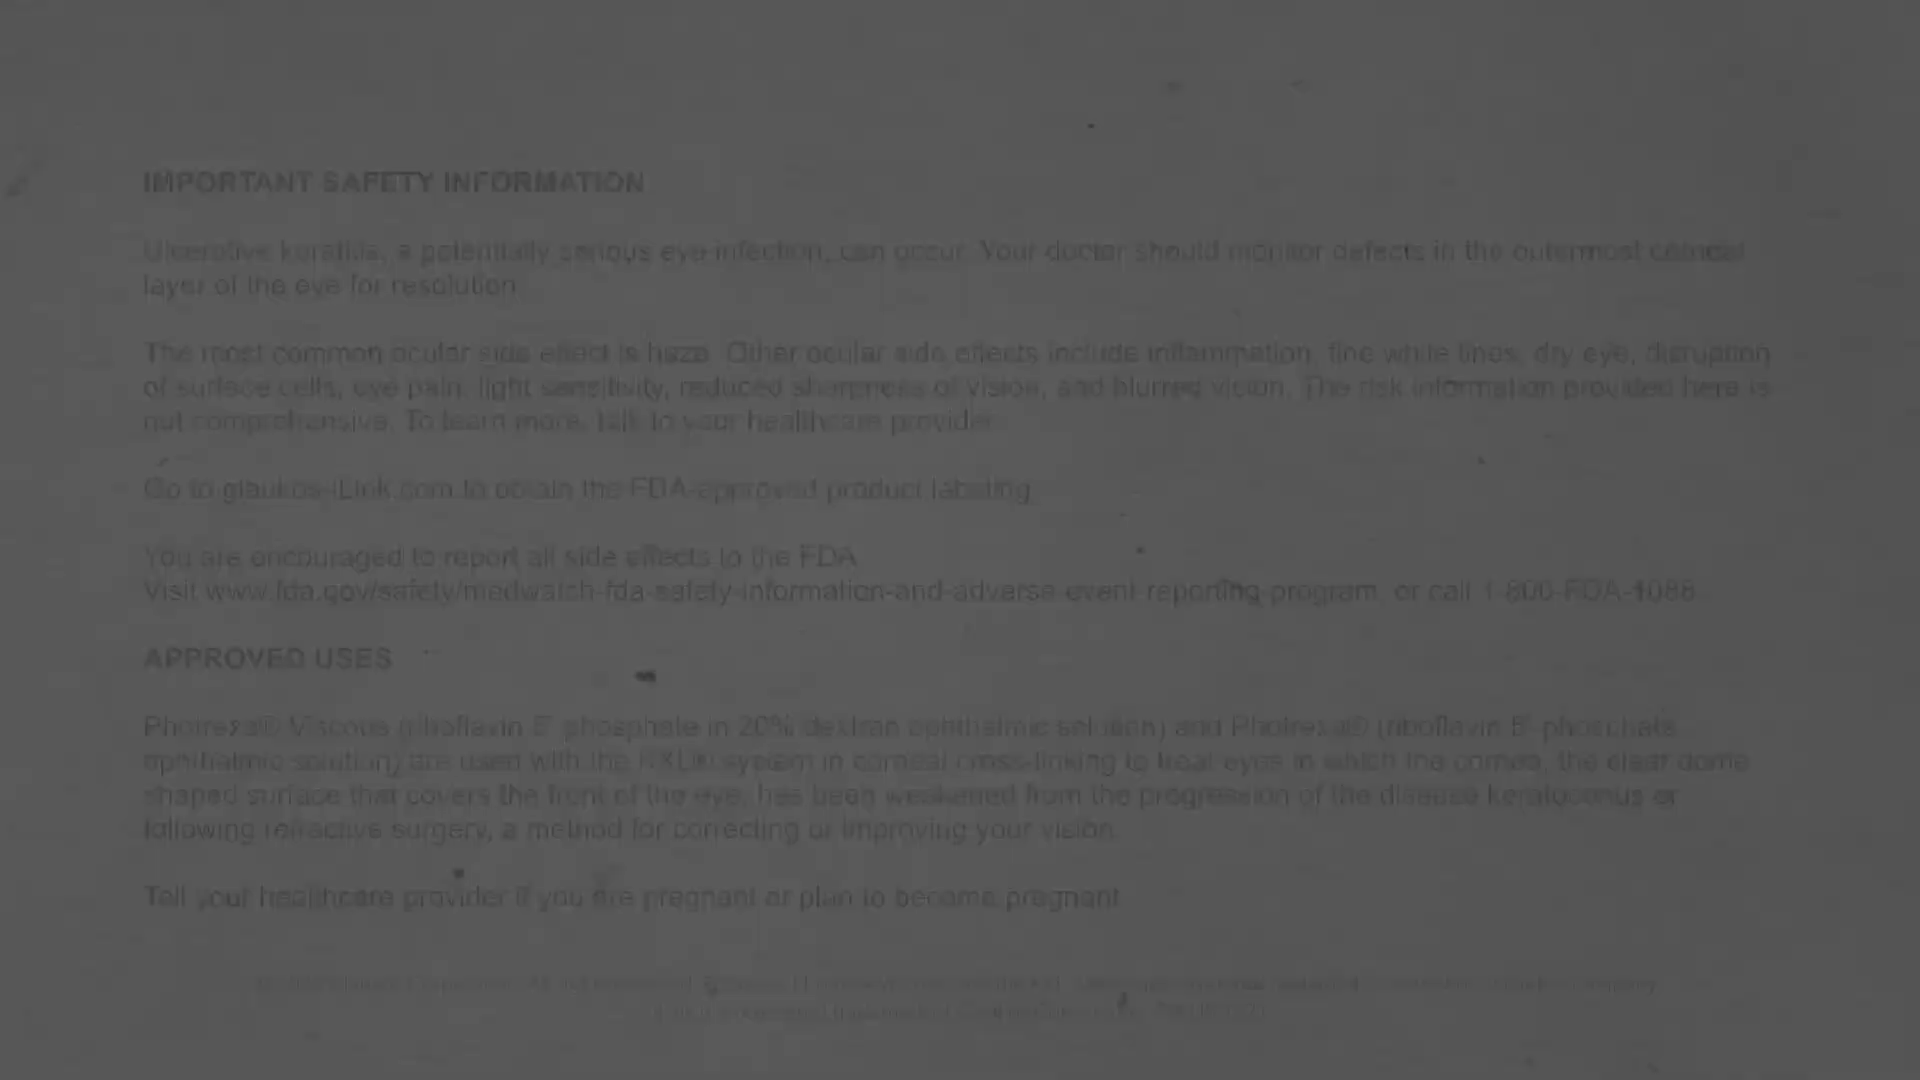 IMPORTANT SAFETY INFORMATION
Ulcerative keratitis, a potentially serious eye infection, can occur. Your doctor should monitor defects in the outermost corneal
layer of the eye for resolution.
The most common ocular side effect is haze. Other ocular side effects include inflammation, fine white lines, dry eye, disruption
of surface cells, eye pain, light sensitivity, reduced sharpness of vision, and blurred vision. The risk information provided here is
not comprehensive. To learn more, talk to your healthcare provider.
Go to glaukos-iLink.com to obtain the FDA-approved product labeling.
You are encouraged to report all side effects to the FDA.
Visit www.fda.gov/safety/medwatch-fda-safety-information-and-adverse-event-reporting-program, or call 1-800-FDA-1088.
APPROVED USES
Photrexa® Viscous (riboflavin 5'-phosphate in 20% dextran ophthalmic solution) and Photrexa® (riboflavin 5'-phosphate
ophthalmic solution) are used with the KXL® system in corneal cross-linking to treat eyes in which the cornea, the clear dome
shaped surface that covers the front of the eye, has been weakened from the progression of the disease keratoconus or
following refractive surgery, a method for correcting or improving your vision.
Tell your healthcare provider if you are pregnant or plan to become pregnant.